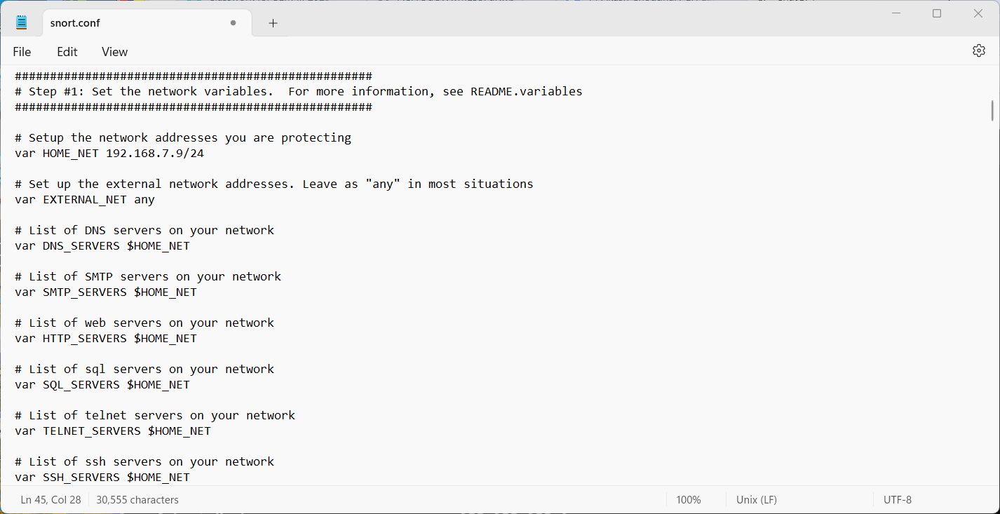 snort.conf
File Edit View
###################################################
# Step #1: Set the network variables.  For more information, see README.variables
###################################################
# Setup the network addresses you are protecting
var HOME_NET 192.168.7.9/24
# Set up the external network addresses. Leave as "any" in most situations
var EXTERNAL_NET any
# List of DNS servers on your network
var DNS_SERVERS $HOME_NET
# List of SMTP servers on your network
var SMTP_SERVERS $HOME_NET
# List of web servers on your network
var HTTP_SERVERS $HOME_NET
# List of sql servers on your network
var SQL_SERVERS $HOME_NET
# List of telnet servers on your network
var TELNET_SERVERS $HOME_NET
# List of ssh servers on your network
var SSH_SERVERS $HOME_NET
Ln 45, Col 28 30,555 characters 100% Unix (LF) UTF-8